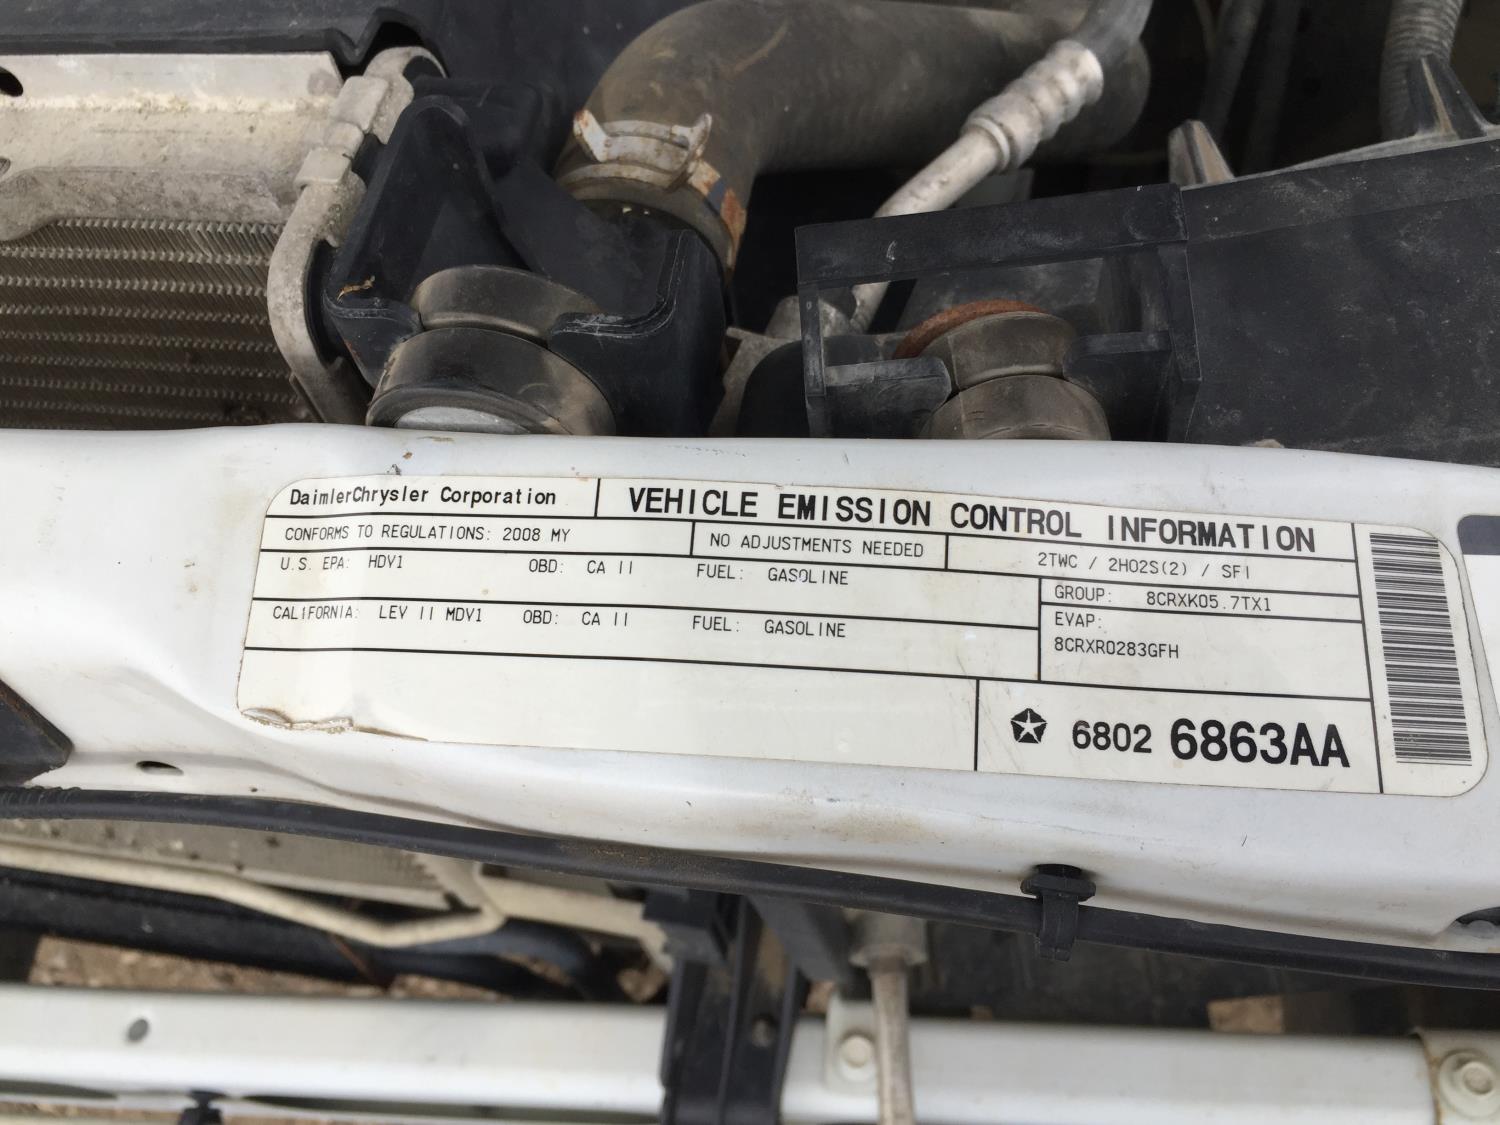 DaimlerChrysler Corporation
VEHICLE EMISSION CONTROL INFORMATION
CONFORMS TO REGULATIONS: 2008 MY
NO ADJUSTMENTS NEEDED
2TWC / 2HO2S(2) / SFI
U.S. EPA: HDV1 OBD: CA II FUEL: GASOLINE
GROUP: 8CRXK05.7TX1
CALIFORNIA: LEV II MDV1 OBD: CA II FUEL: GASOLINE
EVAP:
8CRXR0283GFH
6802 6863AA